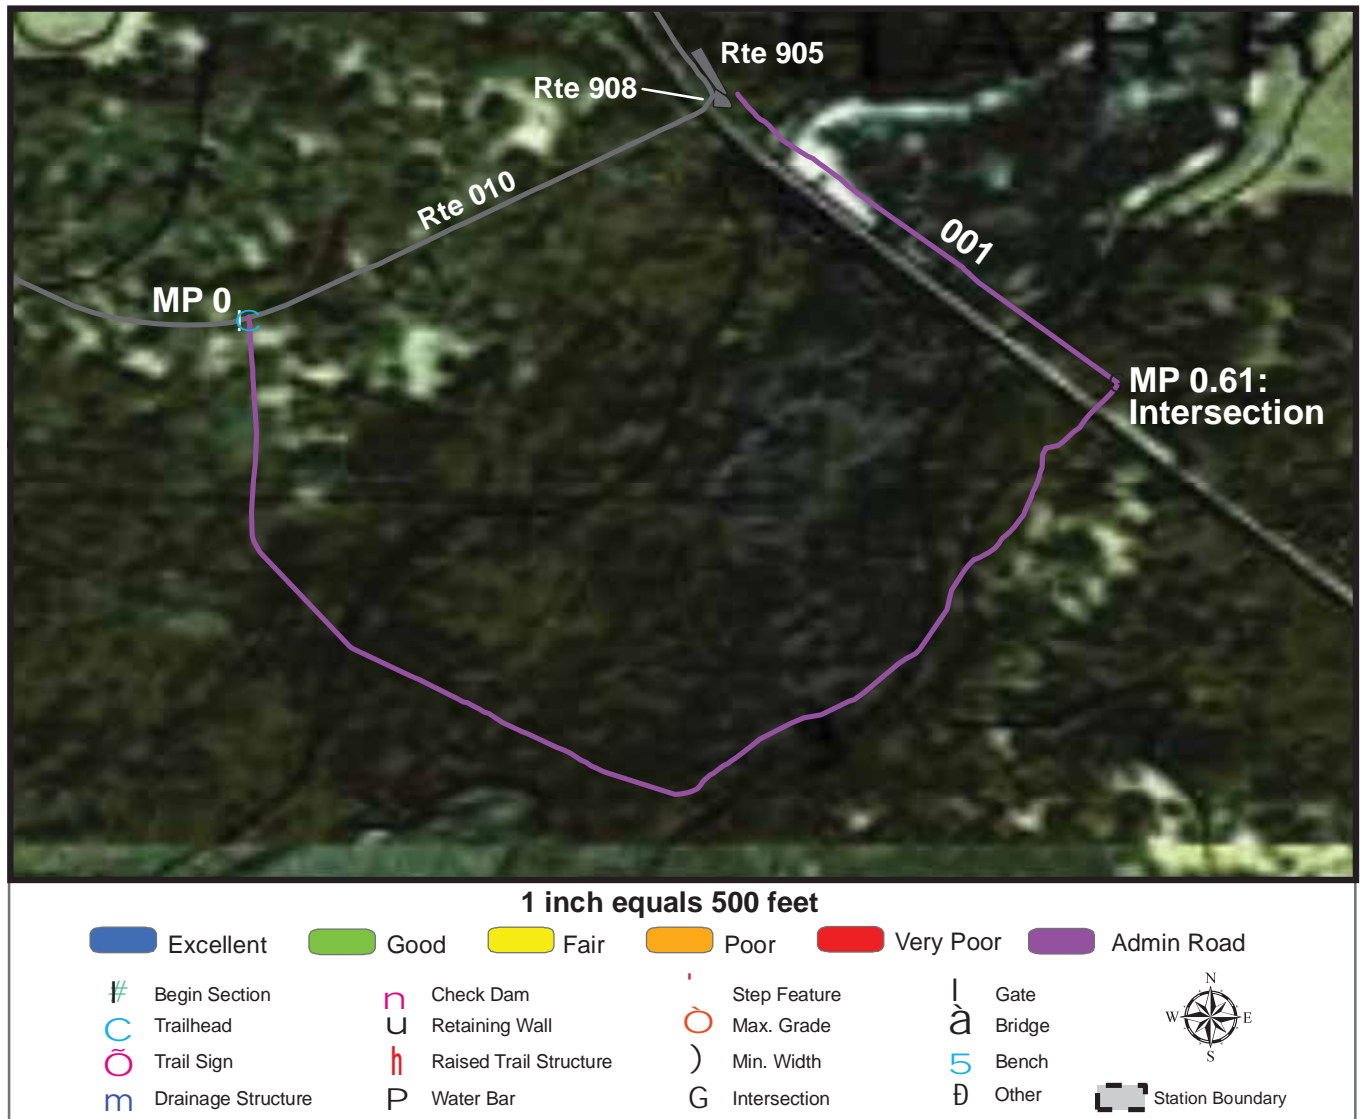 Rte 905
Rte 908
Rte 010
001
MP 0
MP 0.61:
Intersection
1 inch equals 500 feet
Excellent
Good
Fair
Poor
Very Poor
Admin Road
# Begin Section
C Trailhead
Õ Trail Sign
m Drainage Structure
n Check Dam
u Retaining Wall
h Raised Trail Structure
P Water Bar
' Step Feature
Ò Max. Grade
) Min. Width
G Intersection
l Gate
à Bridge
5 Bench
Ð Other
N
W E
S
Station Boundary